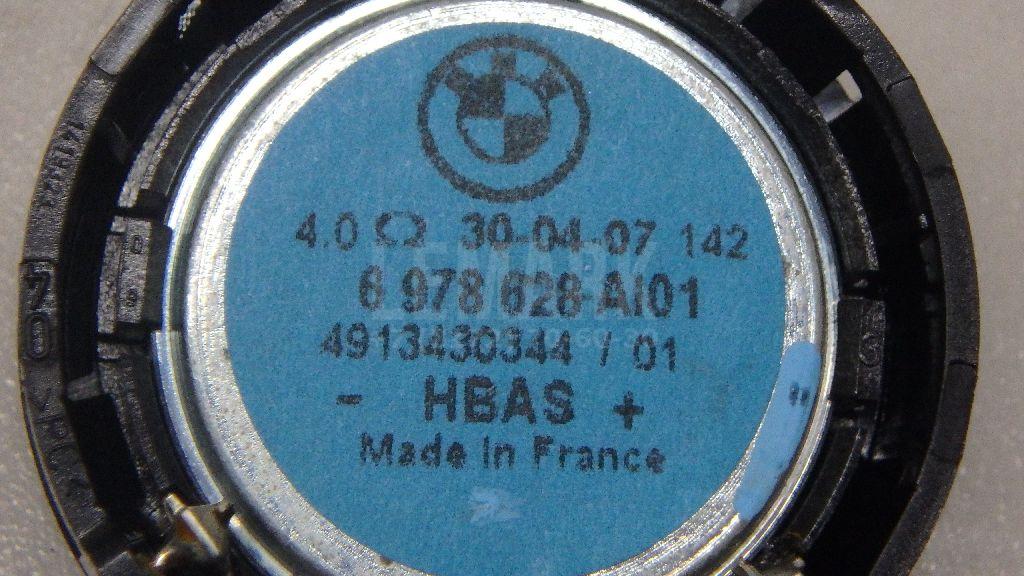 4.0 Ω 30-04-07 142
6 978 628-AI01
4913430344 / 01
- HBAS +
Made in France